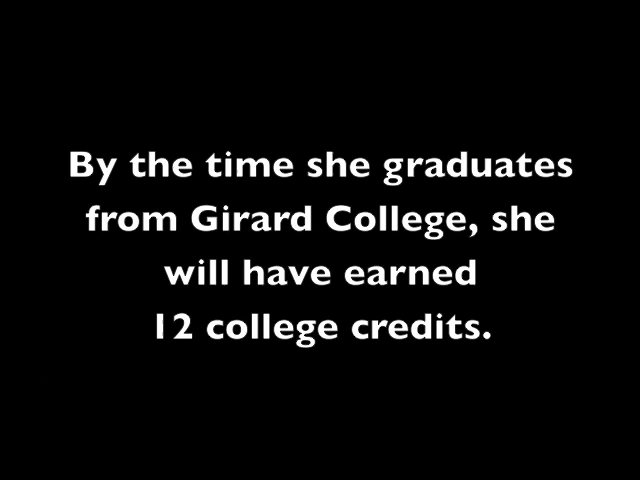 By the time she graduates
from Girard College, she
will have earned
12 college credits.